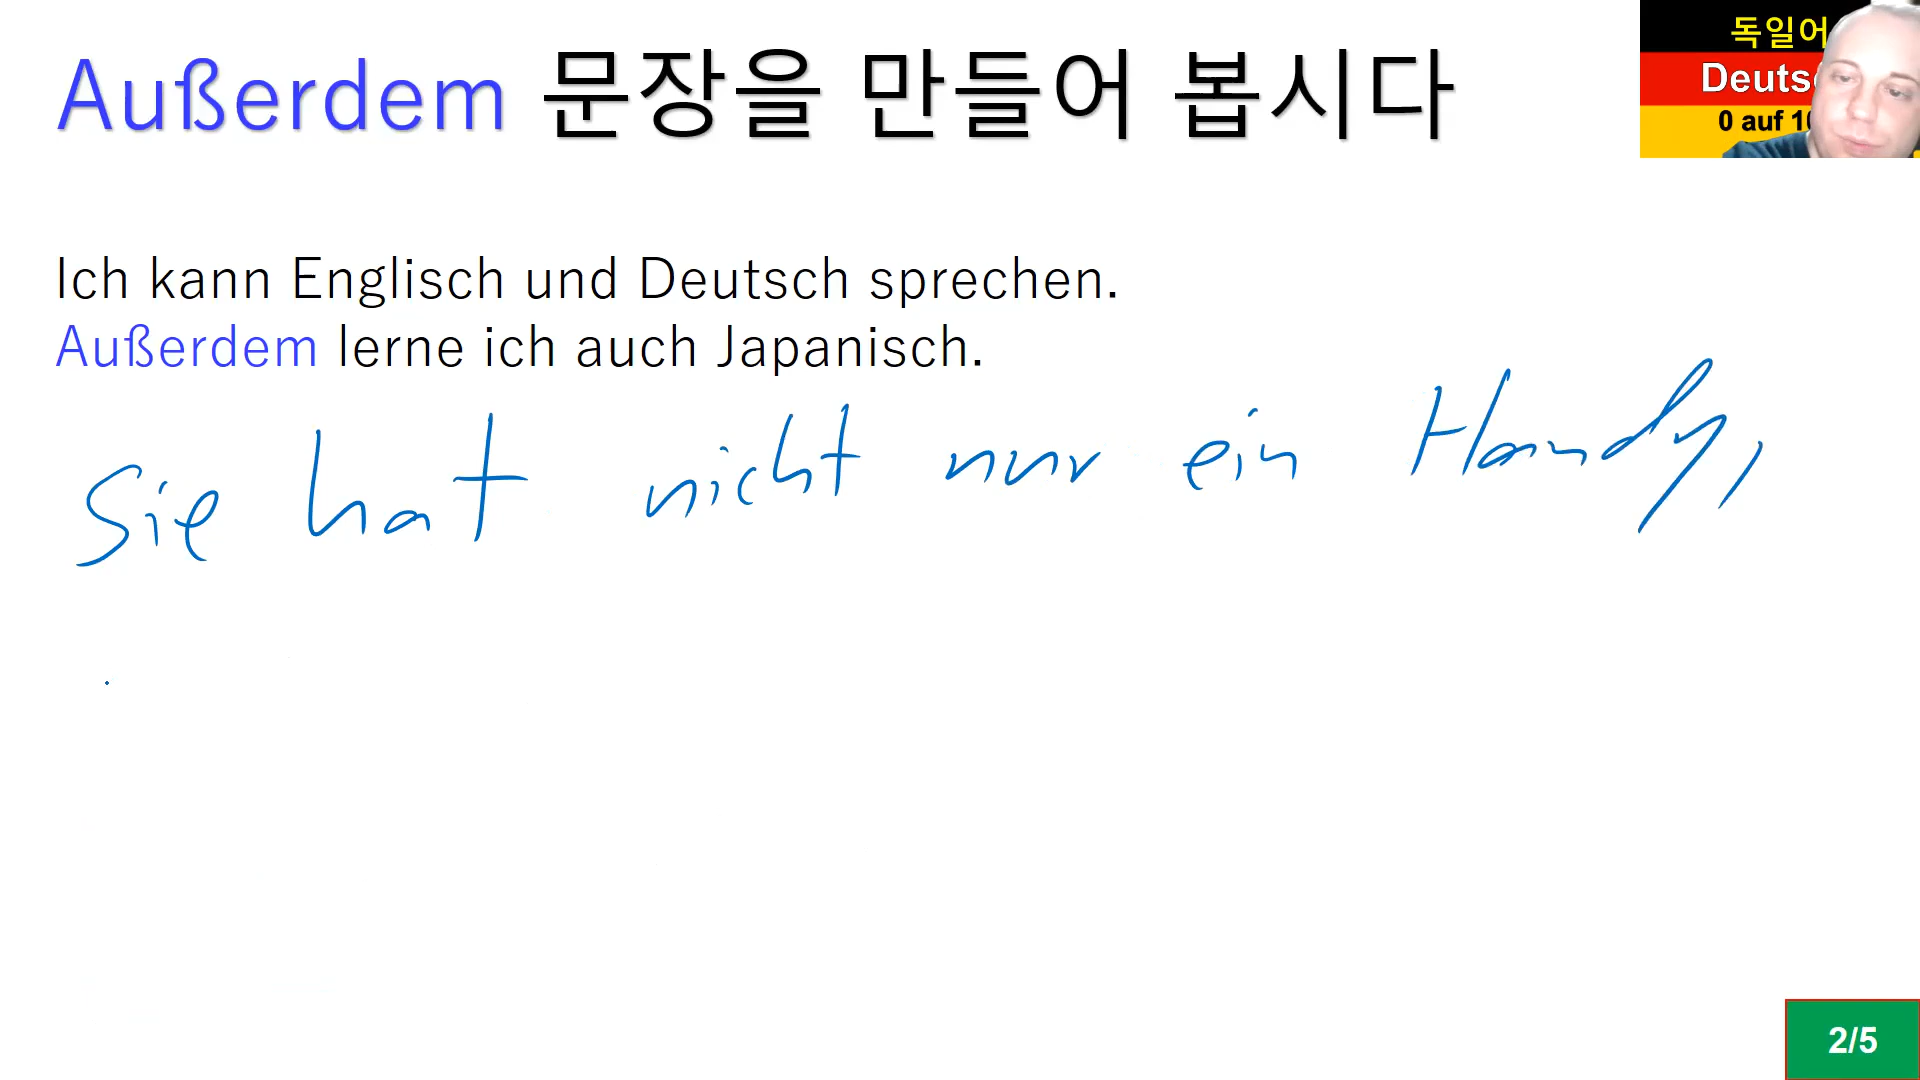 Außerdem 문장을 만들어 봅시다
독일어
Deuts
0 auf 10
Ich kann Englisch und Deutsch sprechen.
Außerdem lerne ich auch Japanisch.
Sie hat nicht nur ein Handy,
2/5